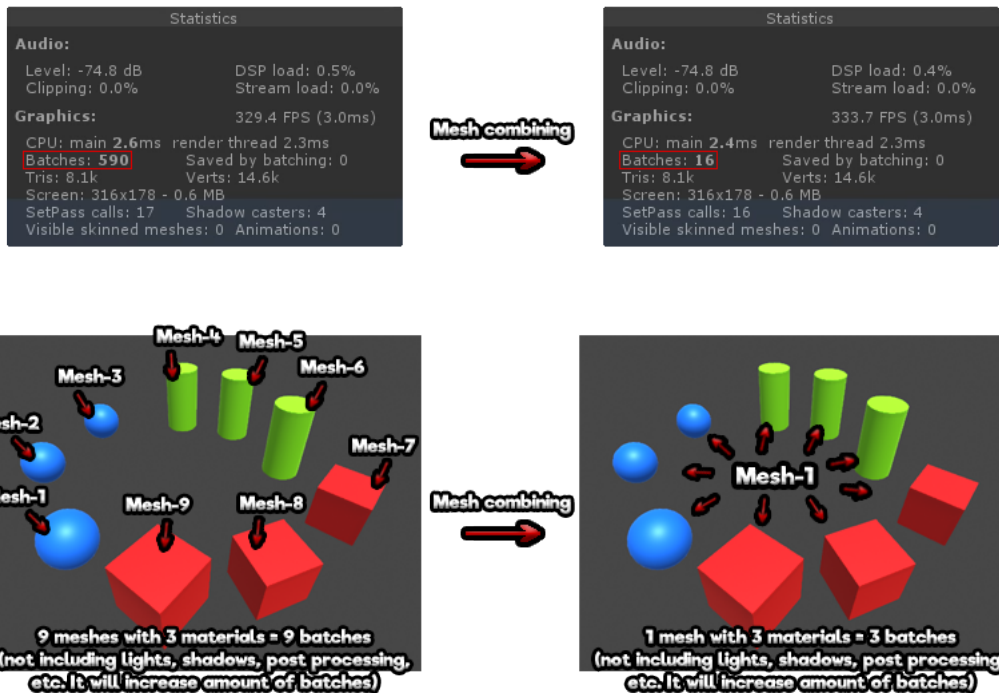 Statistics
Audio:
Level: -74.8 dB DSP load: 0.5%
Clipping: 0.0% Stream load: 0.0%
Graphics: 329.4 FPS (3.0ms)
CPU: main 2.6ms render thread 2.3ms
Batches: 590 Saved by batching: 0
Tris: 8.1k Verts: 14.6k
Screen: 316x178 - 0.6 MB
SetPass calls: 17 Shadow casters: 4
Visible skinned meshes: 0 Animations: 0
Mesh combining
Statistics
Audio:
Level: -74.8 dB DSP load: 0.4%
Clipping: 0.0% Stream load: 0.0%
Graphics: 333.7 FPS (3.0ms)
CPU: main 2.4ms render thread 2.3ms
Batches: 16 Saved by batching: 0
Tris: 8.1k Verts: 14.6k
Screen: 316x178 - 0.6 MB
SetPass calls: 16 Shadow casters: 4
Visible skinned meshes: 0 Animations: 0
Mesh-4
Mesh-5
Mesh-6
Mesh-3
esh-2
Mesh-7
esh-1
Mesh-9
Mesh-8
9 meshes with 3 materials = 9 batches
(not including lights, shadows, post processing,
etc. It will increase amount of batches)
Mesh combining
Mesh-1
1 mesh with 3 materials = 3 batches
(not including lights, shadows, post processing
etc. It will increase amount of batches)